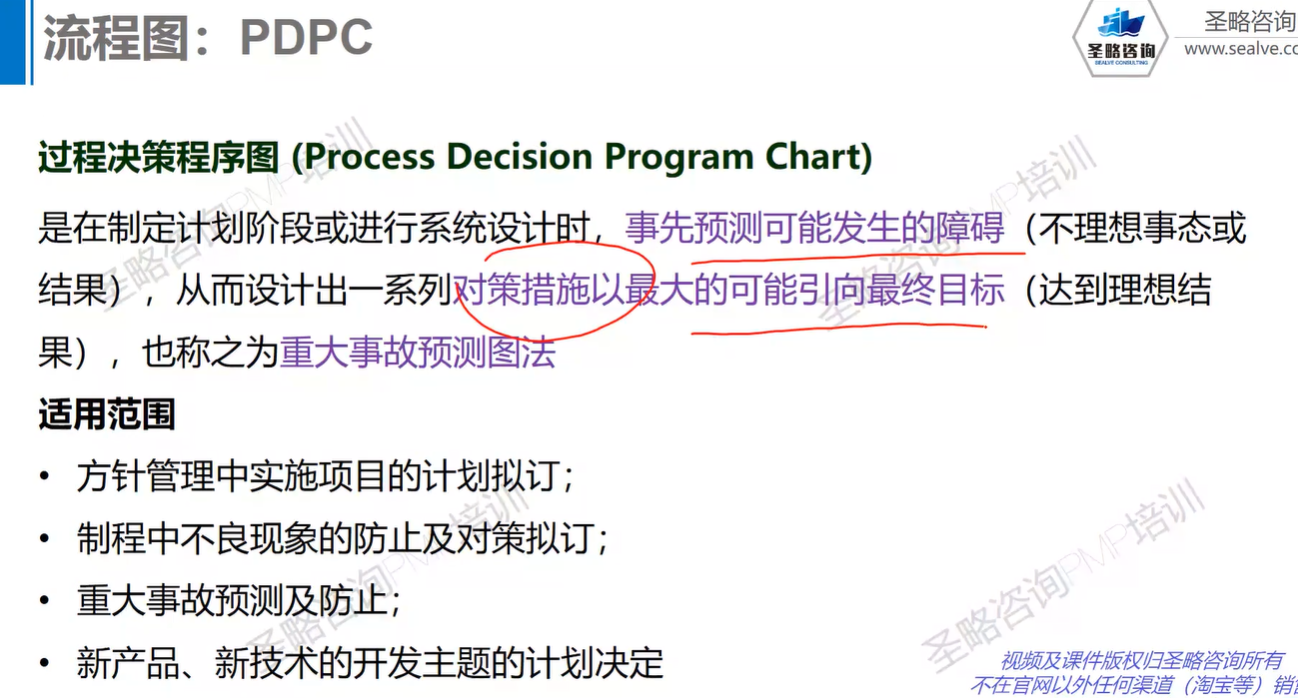 流程图：PDPC
圣略咨询
www.sealve.co
圣略咨询
SEALVE CONSULTING
过程决策程序图 (Process Decision Program Chart)
是在制定计划阶段或进行系统设计时，事先预测可能发生的障碍（不理想事态或
结果），从而设计出一系列对策措施以最大的可能引向最终目标（达到理想结
果），也称之为重大事故预测图法
适用范围
• 方针管理中实施项目的计划拟订；
• 制程中不良现象的防止及对策拟订；
• 重大事故预测及防止；
• 新产品、新技术的开发主题的计划决定
圣略咨询PMP培训
圣略咨询PMP培训
圣略咨询PMP培训
圣略咨询PMP培训
视频及课件版权归圣略咨询所有
不在官网以外任何渠道（淘宝等）销售